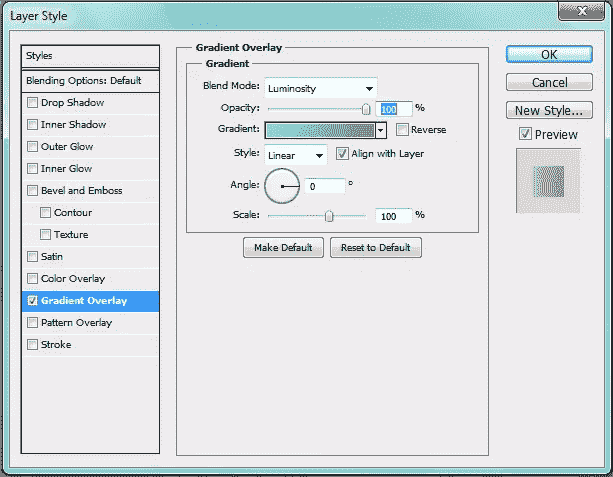 Layer Style
x
Styles
Blending Options: Default
Drop Shadow
Inner Shadow
Outer Glow
Inner Glow
Bevel and Emboss
Contour
Texture
Satin
Color Overlay
Gradient Overlay
Pattern Overlay
Stroke
Gradient Overlay
Gradient
Blend Mode: Luminosity
Opacity: 100 %
Gradient: Reverse
Style: Linear Align with Layer
Angle: 0 °
Scale: 100 %
Make Default Reset to Default
OK
Cancel
New Style...
Preview